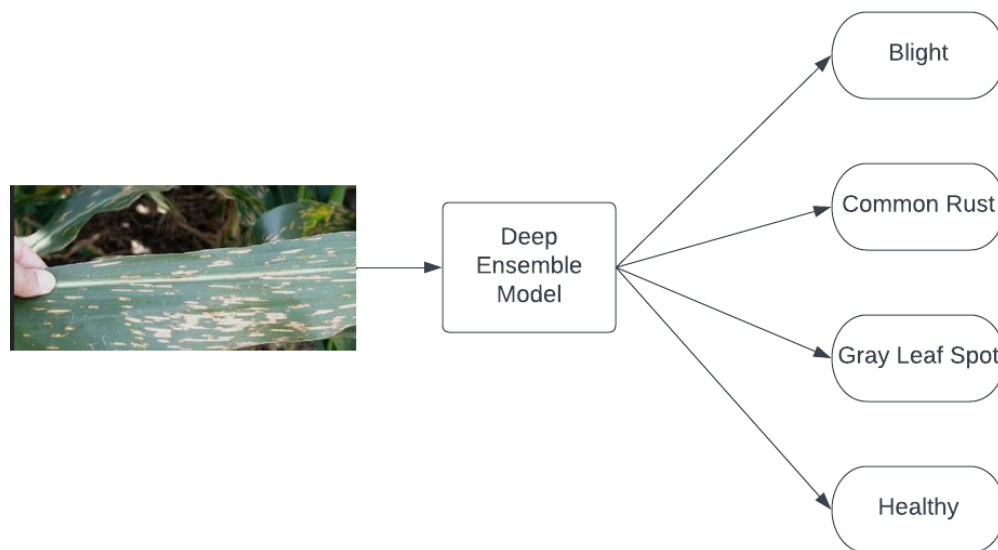 Blight
Common Rust
Deep
Ensemble
Model
Gray Leaf Spot
Healthy